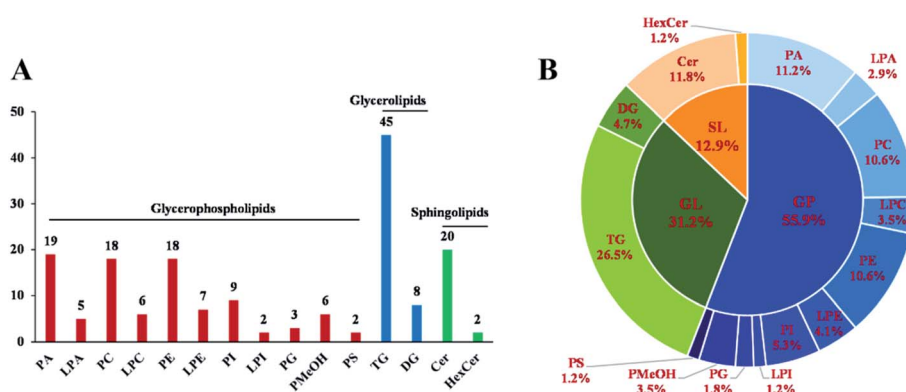 A
Glycerolipids
50
45
40
30
Glycerophospholipids
Sphingolipids
20
19
18
18
20
10
5
6
7
9
2
3
6
2
8
2
0
PA
LPA
PC
LPC
PE
LPE
PI
LPI
PG
PMeOH
PS
TG
DG
Cer
HexCer
B
HexCer
1.2%
PA
11.2%
LPA
2.9%
Cer
11.8%
DG
4.7%
SL
12.9%
PC
10.6%
GL
31.2%
GP
55.9%
LPC
3.5%
TG
26.5%
PE
10.6%
LPE
4.1%
PI
5.3%
PS
1.2%
PMeOH
3.5%
PG
1.8%
LPI
1.2%